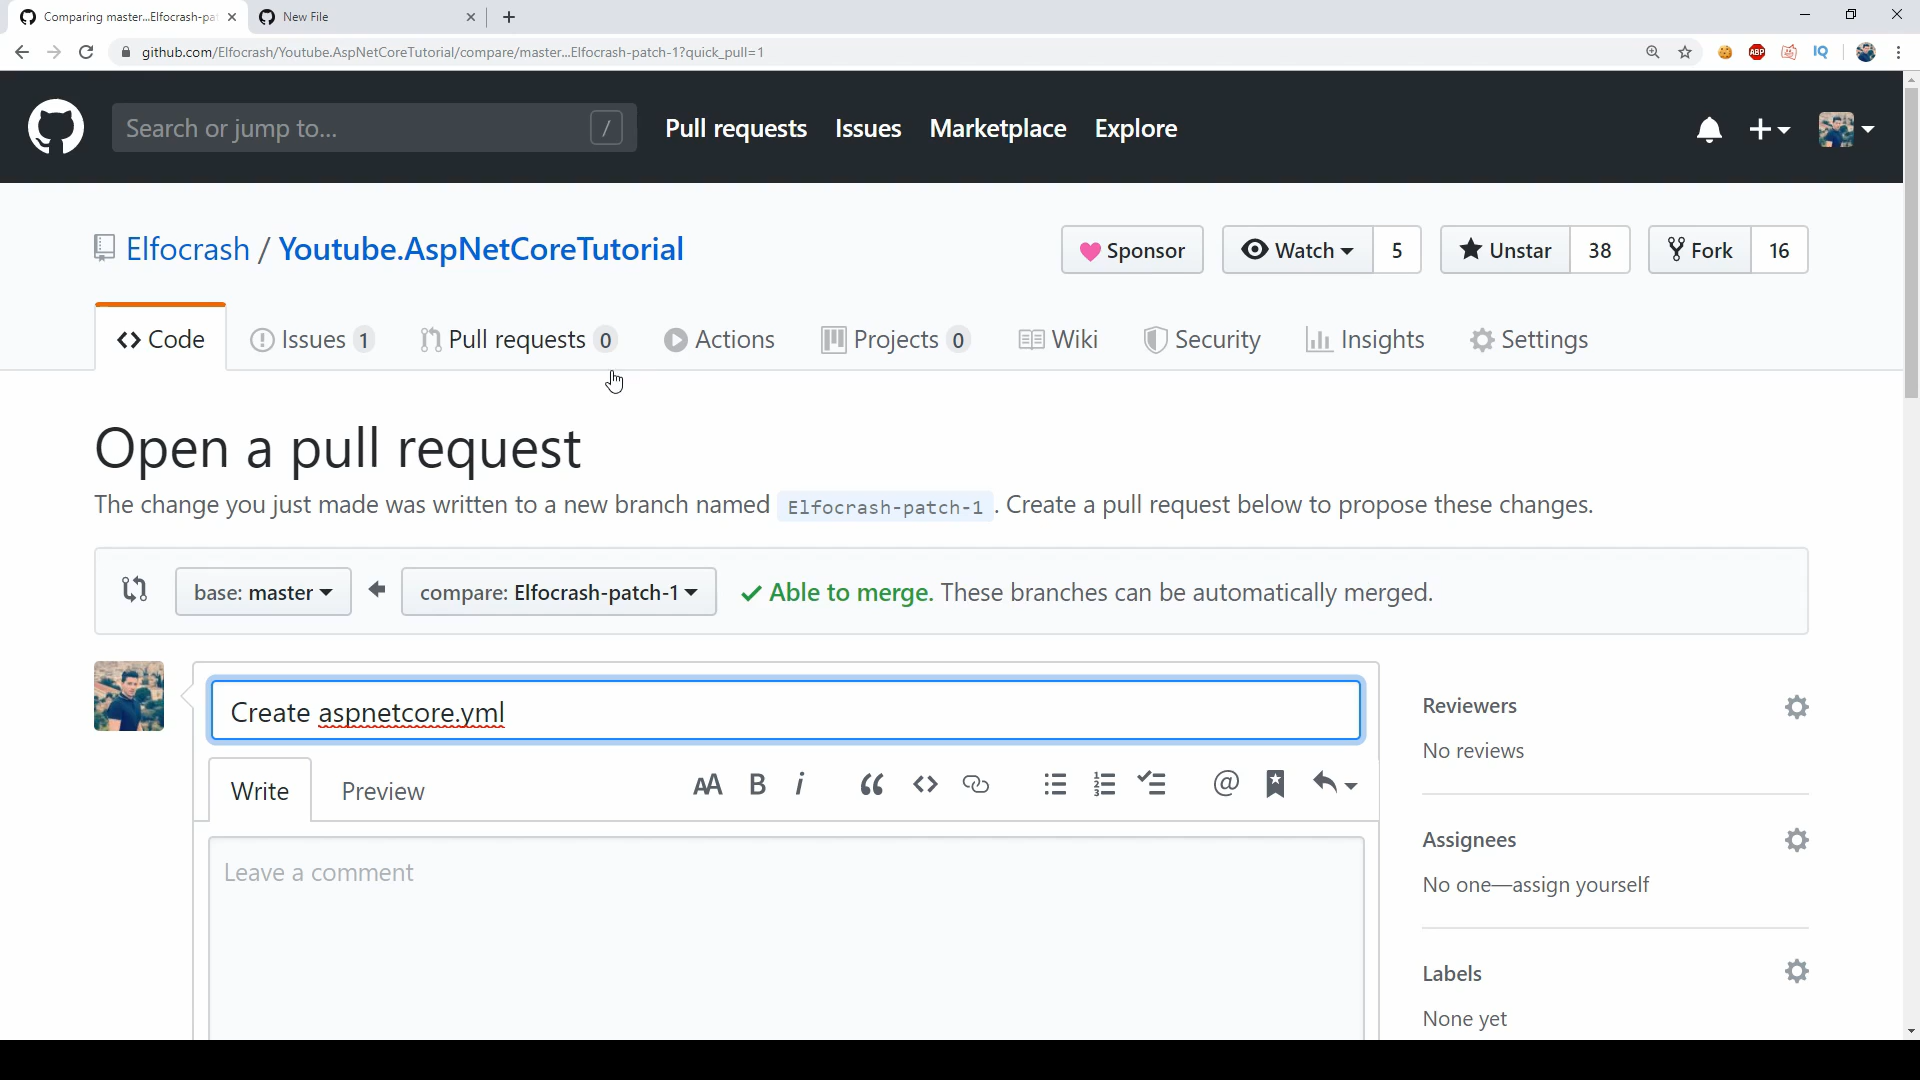 Comparing master...Elfocrash-pat
New File
github.com/Elfocrash/Youtube.AspNetCoreTutorial/compare/master...Elfocrash-patch-1?quick_pull=1
ABP
IQ
Search or jump to...
/
Pull requests Issues Marketplace Explore
Elfocrash / Youtube.AspNetCoreTutorial
Sponsor
Watch 5
Unstar 38
Fork 16
Code
Issues 1
Pull requests 0
Actions
Projects 0
Wiki
Security
Insights
Settings
Open a pull request
The change you just made was written to a new branch named Elfocrash-patch-1 . Create a pull request below to propose these changes.
base: master
compare: Elfocrash-patch-1
Able to merge. These branches can be automatically merged.
Create aspnetcore.yml
Write
Preview
AA B i
@
Leave a comment
Reviewers
No reviews
Assignees
No one—assign yourself
Labels
None yet